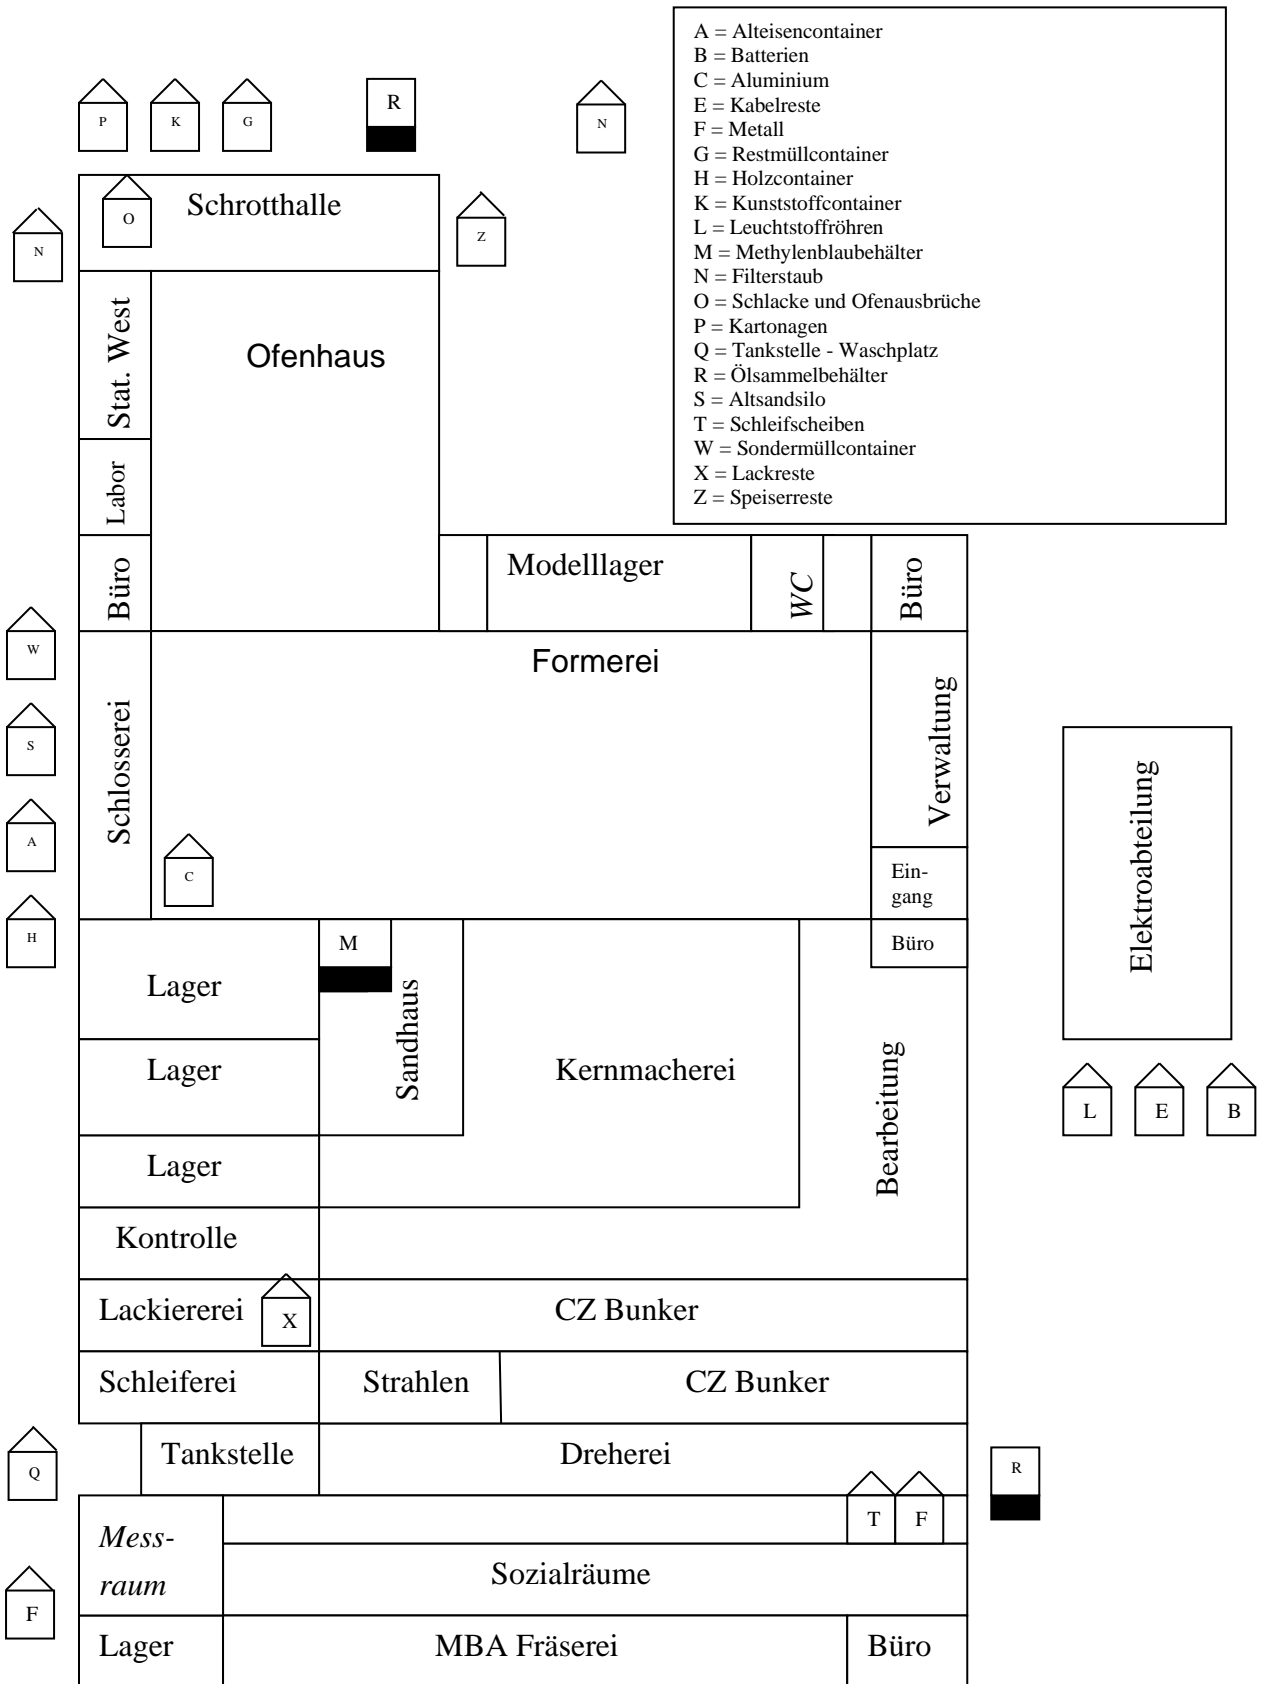 A = Alteisencontainer
B = Batterien
C = Aluminium
E = Kabelreste
F = Metall
G = Restmüllcontainer
H = Holzcontainer
K = Kunststoffcontainer
L = Leuchtstoffröhren
M = Methylenblaubehälter
N = Filterstaub
O = Schlacke und Ofenausbrüche
P = Kartonagen
Q = Tankstelle - Waschplatz
R = Ölsammelbehälter
S = Altsandsilo
T = Schleifscheiben
W = Sondermüllcontainer
X = Lackreste
Z = Speiserreste
P
K
G
R
N
O
Schrotthalle
N
Z
Stat. West
Ofenhaus
Labor
Büro
Modelllager
WC
Büro
W
Formerei
Schlosserei
Verwaltung
S
A
C
Ein-
gang
Elektroabteilung
H
M
Büro
Lager
Sandhaus
Lager
Kernmacherei
Bearbeitung
L
E
B
Lager
Kontrolle
Lackiererei
X
CZ Bunker
Schleiferei
Strahlen
CZ Bunker
Q
Tankstelle
Dreherei
R
T
F
Mess-
raum
Sozialräume
F
Lager
MBA Fräserei
Büro